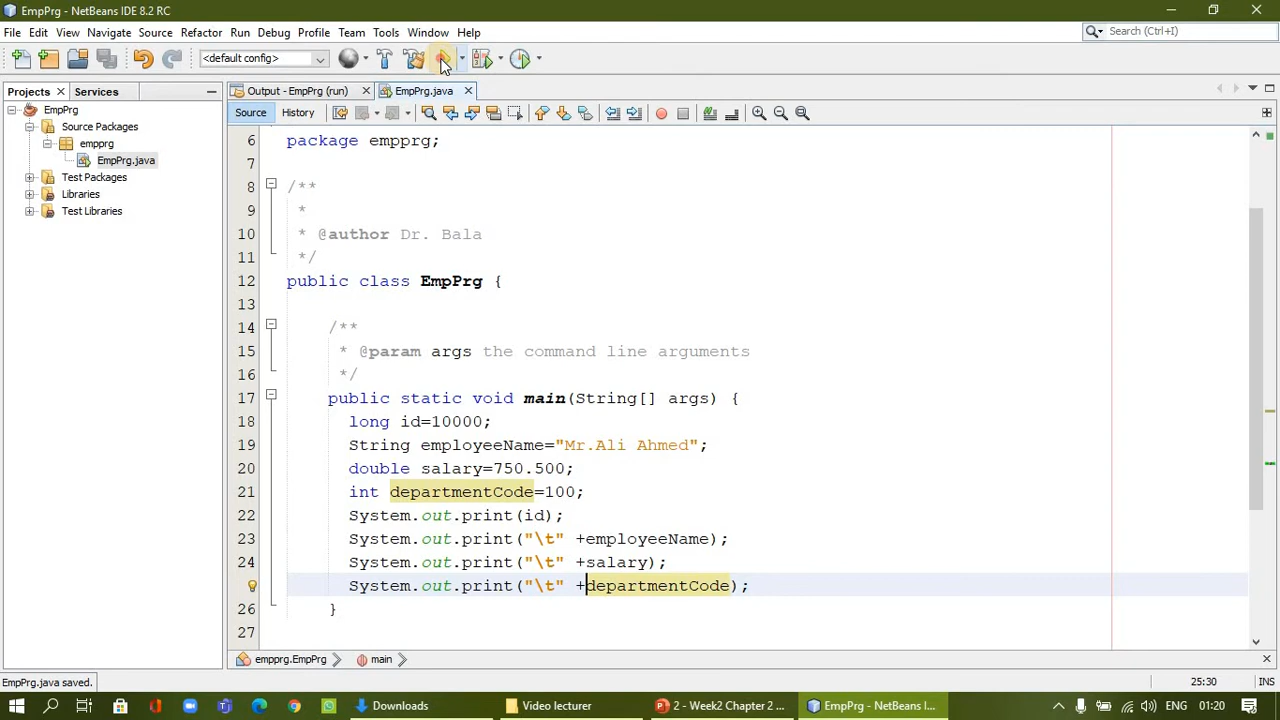 EmpPrg - NetBeans IDE 8.2 RC
File Edit View Navigate Source Refactor Run Debug Profile Team Tools Window Help
Search (Ctrl+I)
<default config>
Projects Services
Output - EmpPrg (run) EmpPrg.java
EmpPrg
Source Packages
empprg
EmpPrg.java
Test Packages
Libraries
Test Libraries
Source History
6 package empprg;
7
8 /**
9 *
10 * @author Dr. Bala
11 */
12 public class EmpPrg {
13
14 /**
15 * @param args the command line arguments
16 */
17 public static void main(String[] args) {
18 long id=10000;
19 String employeeName="Mr.Ali Ahmed";
20 double salary=750.500;
21 int departmentCode=100;
22 System.out.print(id);
23 System.out.print("\t" +employeeName);
24 System.out.print("\t" +salary);
System.out.print("\t" +departmentCode);
26 }
27
empprg.EmpPrg main
EmpPrg.java saved.
25:30 INS
Downloads Video lecturer 2 - Week2 Chapter 2 ... EmpPrg - NetBeans I... ENG 01:20